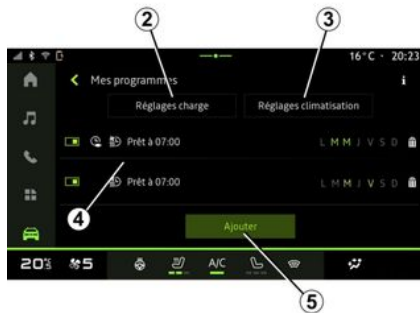 2
3
16°C · 20:23
Mes programmes
i
Réglages charge
Réglages climatisation
Prêt à 07:00
L M M J V S D
Prêt à 07:00
L M M J V S D
4
Ajouter
20°5
5
A/C
5